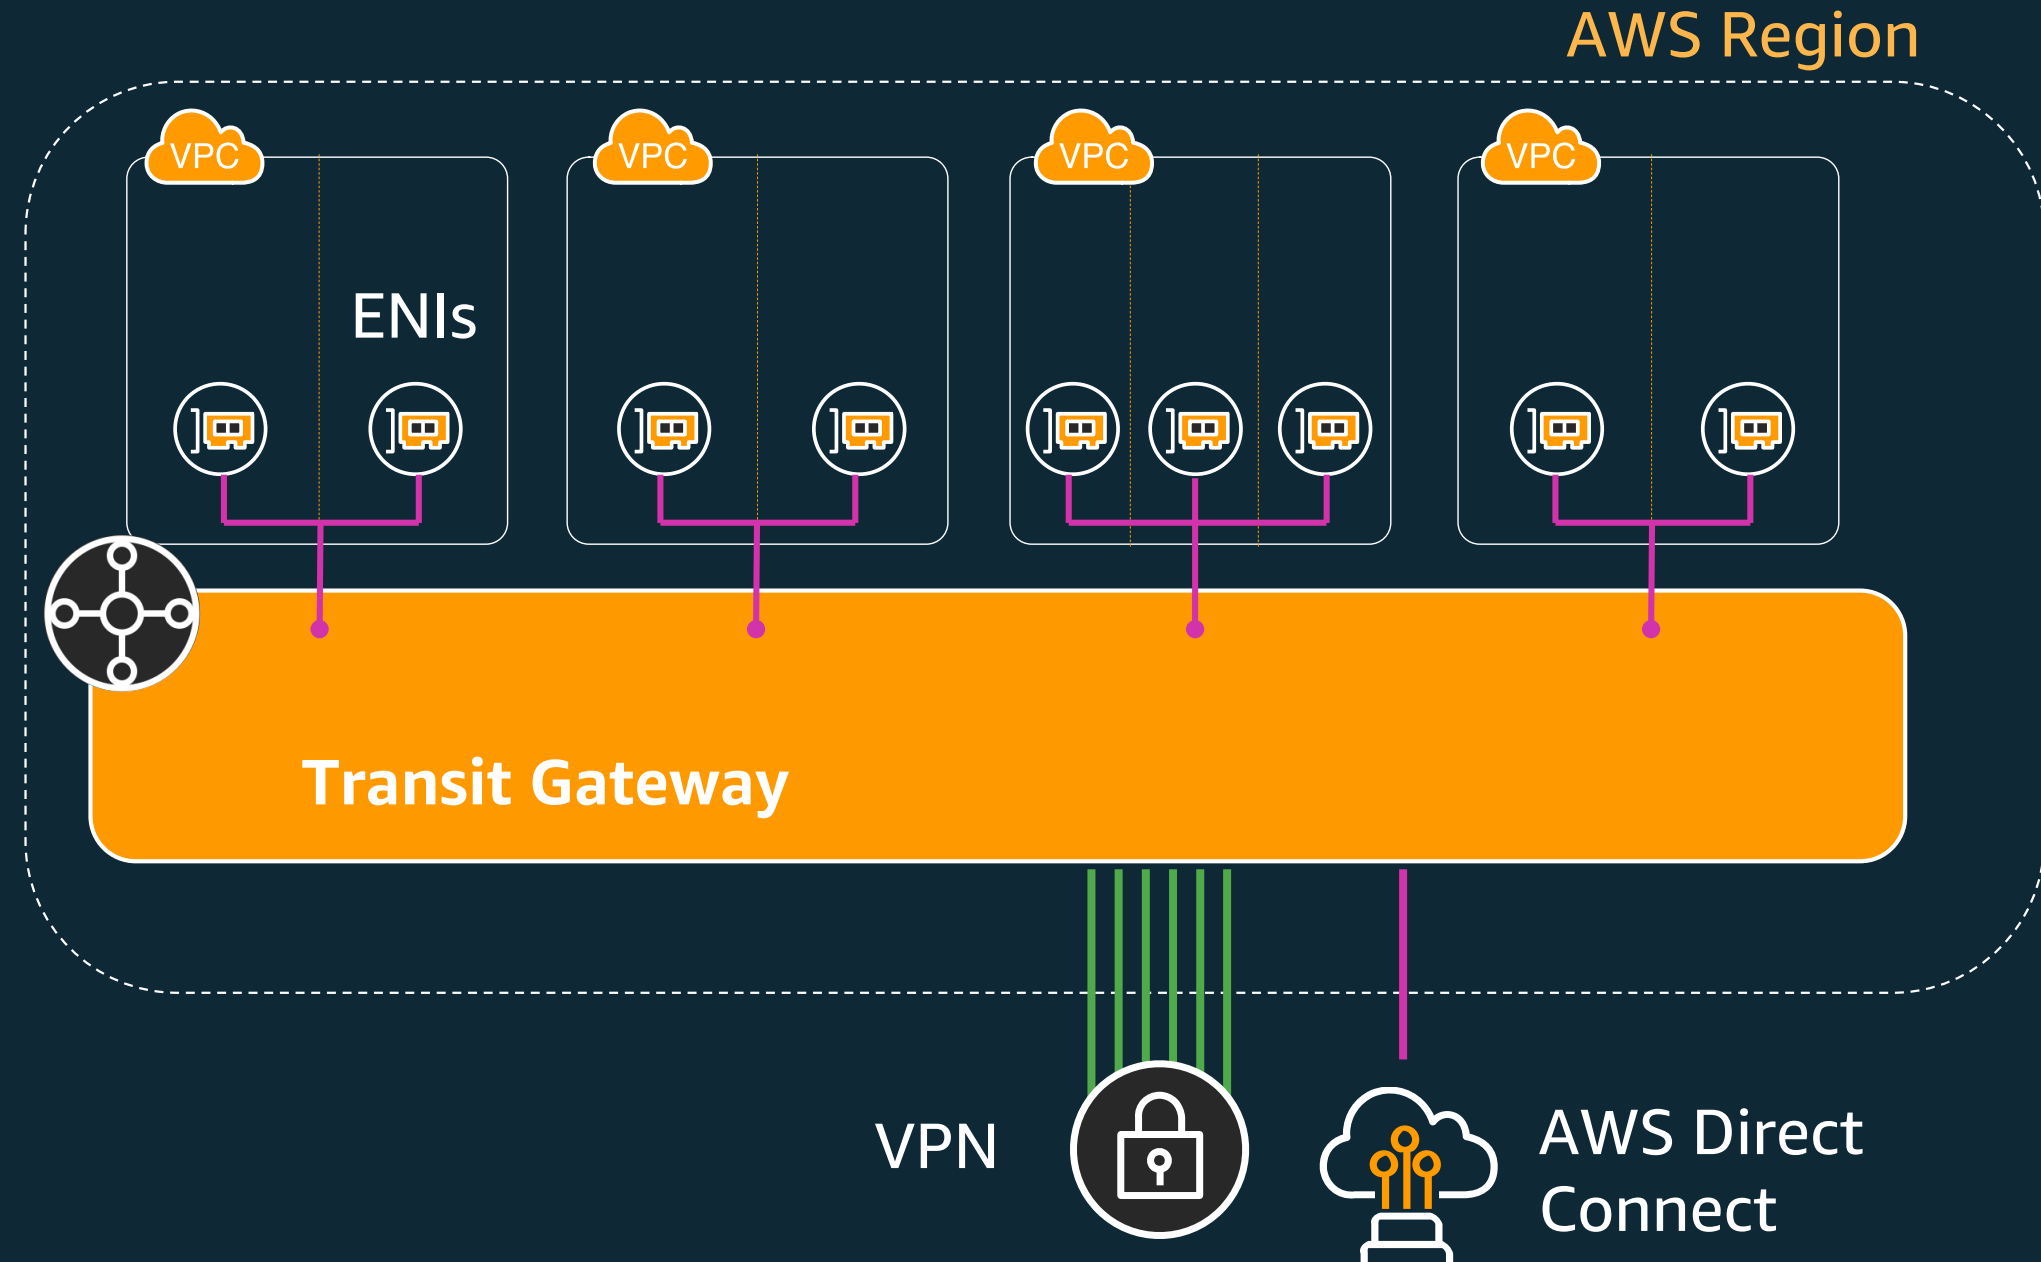 AWS Region
VPC
VPC
VPC
VPC
ENIs
Transit Gateway
VPN
AWS Direct
Connect